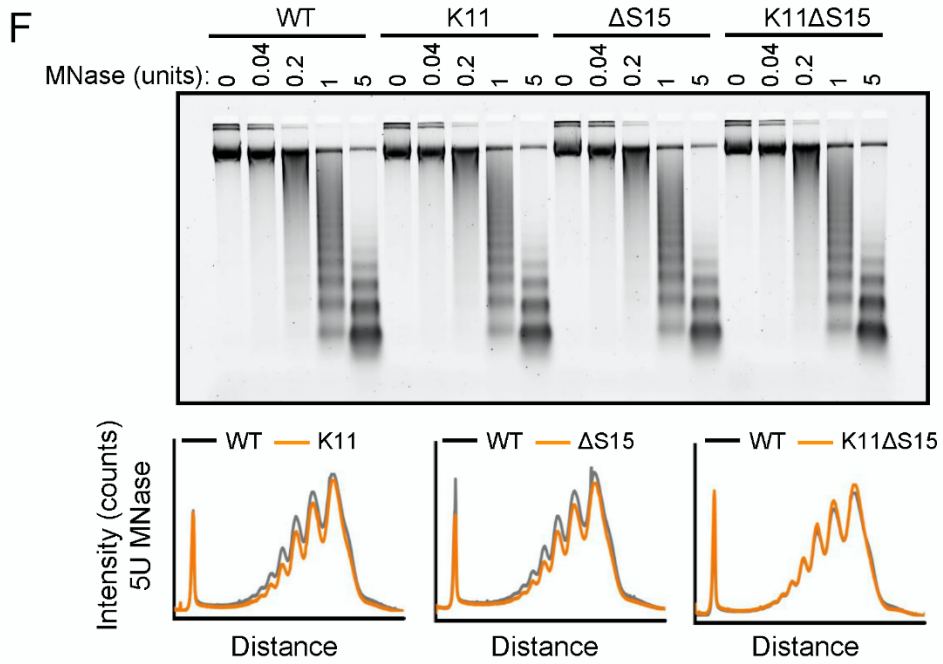 F
WT K11 ΔS15 K11ΔS15
MNase (units): 0 0.04 0.2 1 5 0 0.04 0.2 1 5 0 0.04 0.2 1 5 0 0.04 0.2 1 5
WT K11 WT ΔS15 WT K11ΔS15
Intensity (counts)
5U MNase
Distance Distance Distance